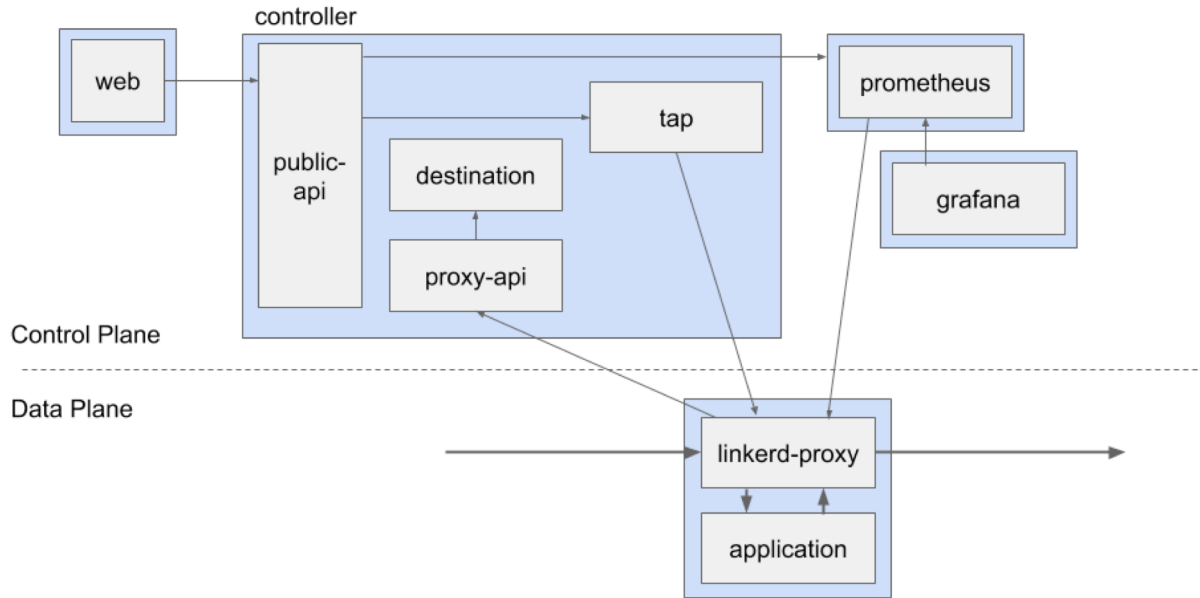 controller
web
prometheus
tap
public-
api
destination
grafana
proxy-api
Control Plane
Data Plane
linkerd-proxy
application